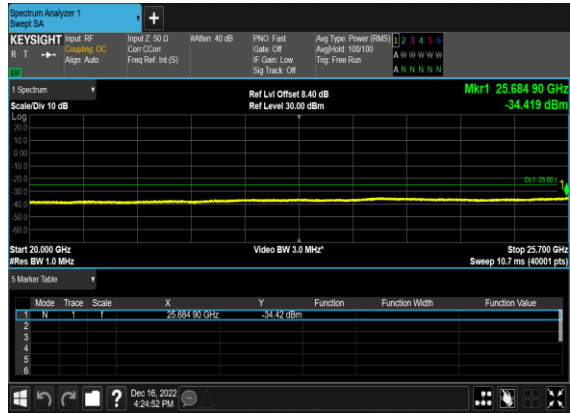 Spectrum Analyzer 1
Swept SA
+
KEYSIGHT Input: RF Input Z: 50 Ω #Atten: 40 dB PNO: Fast Avg Type: Power (RMS) 1 2 3 4 5 6
R T Coupling: DC Corr CCorr Gate: Off Avg|Hold: 100/100 A W W W W W
Align: Auto Freq Ref: Int (S) IF Gain: Low Trig: Free Run
LW Sig Track: Off A N N N N N
1 Spectrum Ref Lvl Offset 8.40 dB Mkr1 25.684 90 GHz
Scale/Div 10 dB Ref Level 30.00 dBm -34.419 dBm
Log
20.0
10.0
0.00
-10.0
-20.0
DL1 -25.00
-30.0
1
-40.0
-50.0
-60.0
Start 20.000 GHz Video BW 3.0 MHz* Stop 25.700 GHz
#Res BW 1.0 MHz Sweep 10.7 ms (40001 pts)
5 Marker Table
Mode Trace Scale X Y Function Function Width Function Value
1 N 1 f 25.684 90 GHz -34.42 dBm
2
3
4
5
6
? Dec 16, 2022
4:24:52 PM